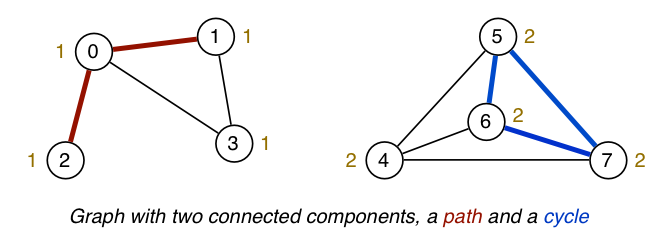 1 0 1 1
1 2 3 1
5 2
6 2
2 4 7 2
Graph with two connected components, a path and a cycle